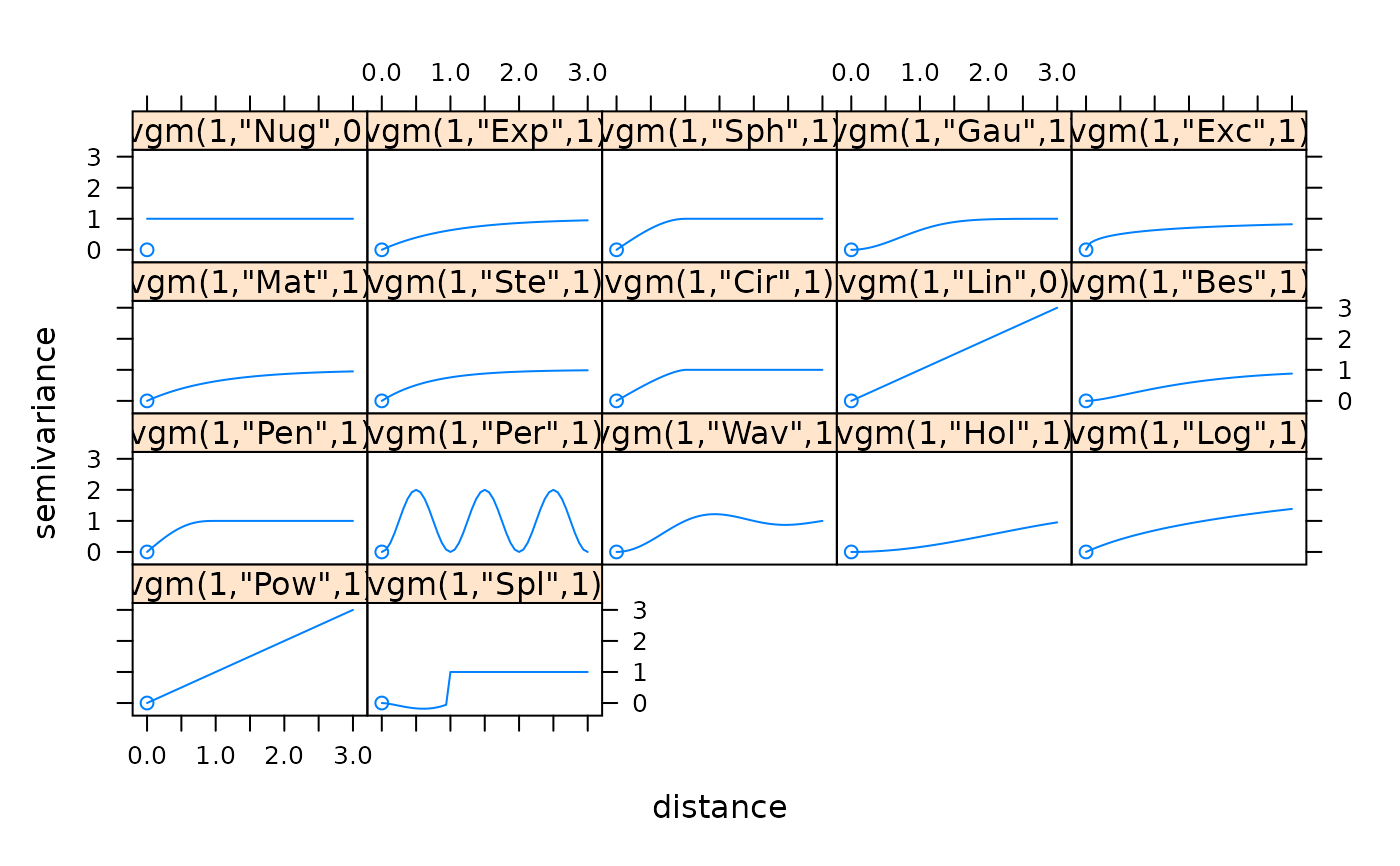 0.0 1.0 2.0 3.0 0.0 1.0 2.0 3.0
vgm(1,"Nug",0 vgm(1,"Exp",1) vgm(1,"Sph",1) vgm(1,"Gau",1 vgm(1,"Exc",1)
3
2
1
0
vgm(1,"Mat",1) vgm(1,"Ste",1) vgm(1,"Cir",1) vgm(1,"Lin",0) vgm(1,"Bes",1)
3
2
1
0
vgm(1,"Pen",1) vgm(1,"Per",1) vgm(1,"Wav",1 vgm(1,"Hol",1) vgm(1,"Log",1)
3
2
1
0
vgm(1,"Pow",1) vgm(1,"Spl",1)
3
2
1
0
0.0 1.0 2.0 3.0
semivariance
distance